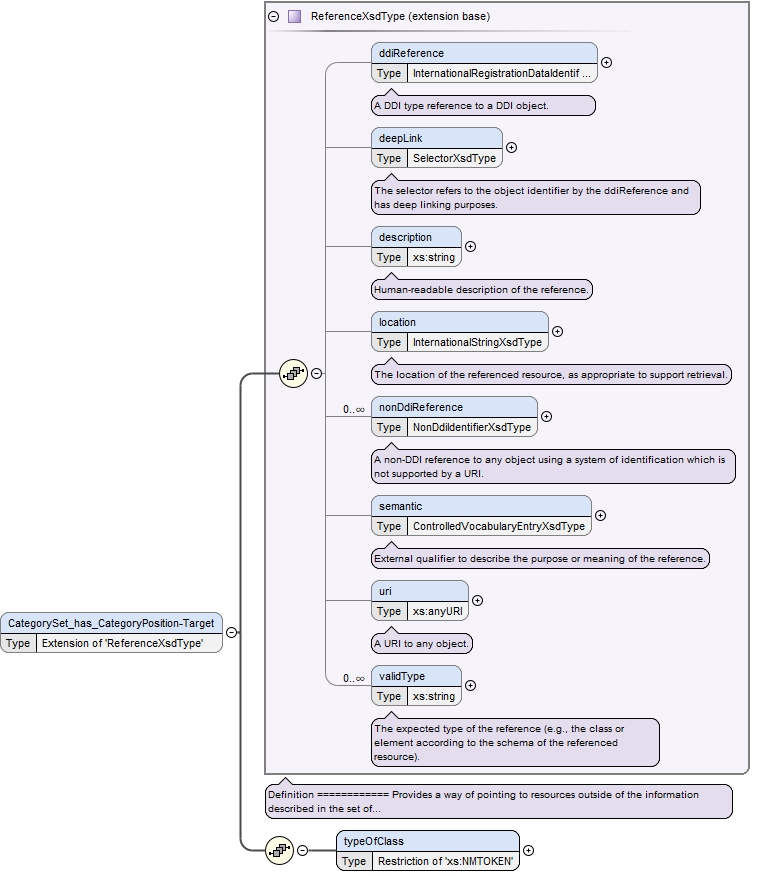 ReferenceXsdType (extension base)
ddiReference
Type InternationalRegistrationDataIdentif ...
A DDI type reference to a DDI object.
deepLink
Type SelectorXsdType
The selector refers to the object identifier by the ddiReference and
has deep linking purposes.
description
Type xs:string
Human-readable description of the reference.
location
Type InternationalStringXsdType
The location of the referenced resource, as appropriate to support retrieval.
0..∞
nonDdiReference
Type NonDdiIdentifierXsdType
A non-DDI reference to any object using a system of identification which is
not supported by a URI.
semantic
Type ControlledVocabularyEntryXsdType
External qualifier to describe the purpose or meaning of the reference.
uri
Type xs:anyURI
A URI to any object.
0..∞
validType
Type xs:string
The expected type of the reference (e.g., the class or
element according to the schema of the referenced
resource).
CategorySet_has_CategoryPosition-Target
Type Extension of 'ReferenceXsdType'
Definition ============ Provides a way of pointing to resources outside of the information
described in the set of...
typeOfClass
Type Restriction of 'xs:NMTOKEN'